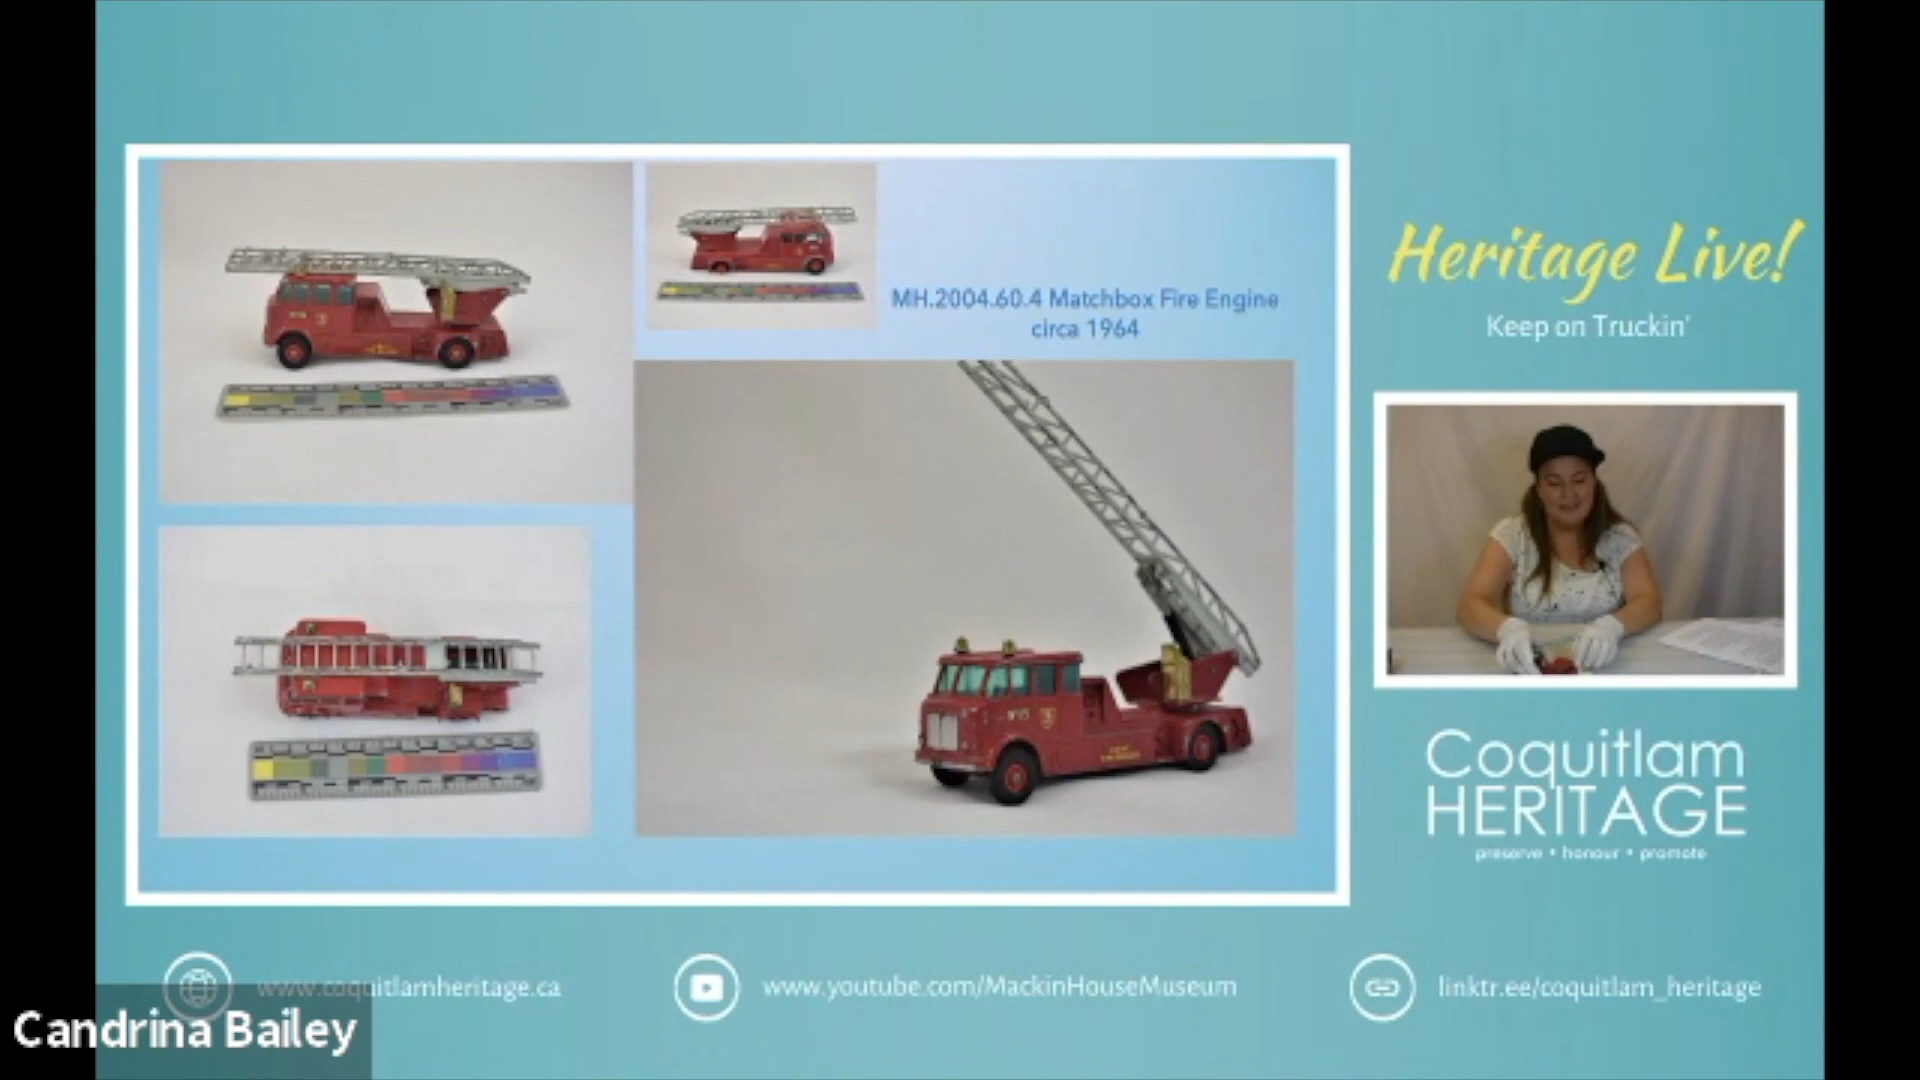 MH.2004.60.4 Matchbox Fire Engine
circa 1964
Heritage Live!
Keep on Truckin'
Coquitlam
HERITAGE
preserve • honour • promote
www.coquitlamheritage.ca
www.youtube.com/MackinHouseMuseum
linktr.ee/coquitlam_heritage
Candrina Bailey